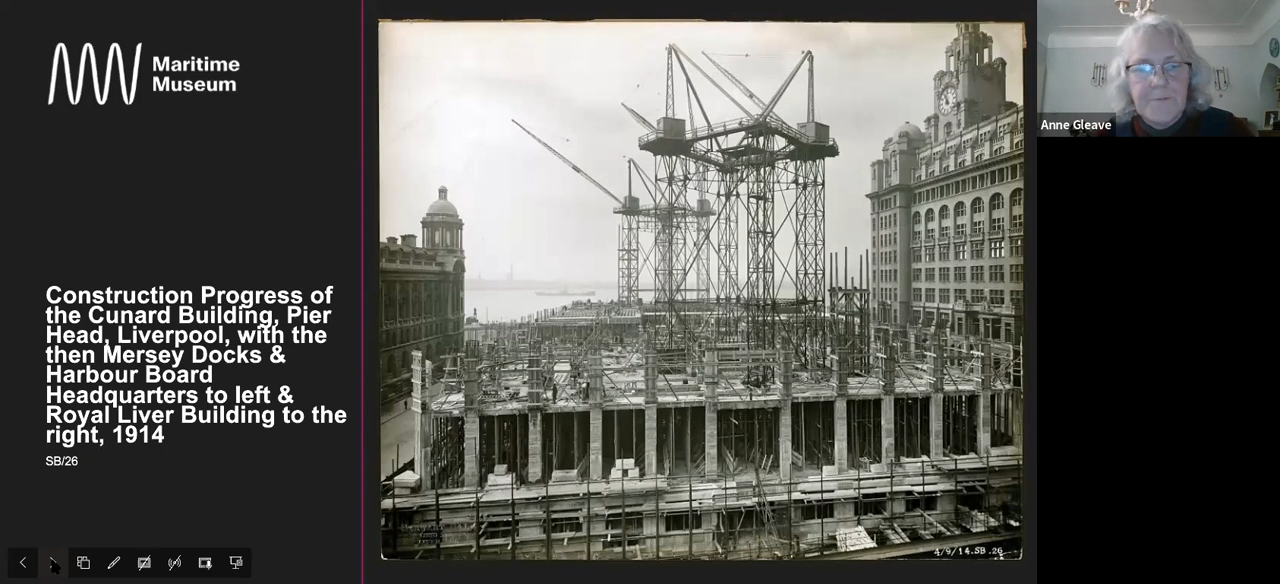 Maritime
Museum
Construction Progress of
the Cunard Building, Pier
Head, Liverpool, with the
then Mersey Docks &
Harbour Board
Headquarters to left &
Royal Liver Building to the
right, 1914
SB/26
4/9/14.SB.26.
Anne Gleave